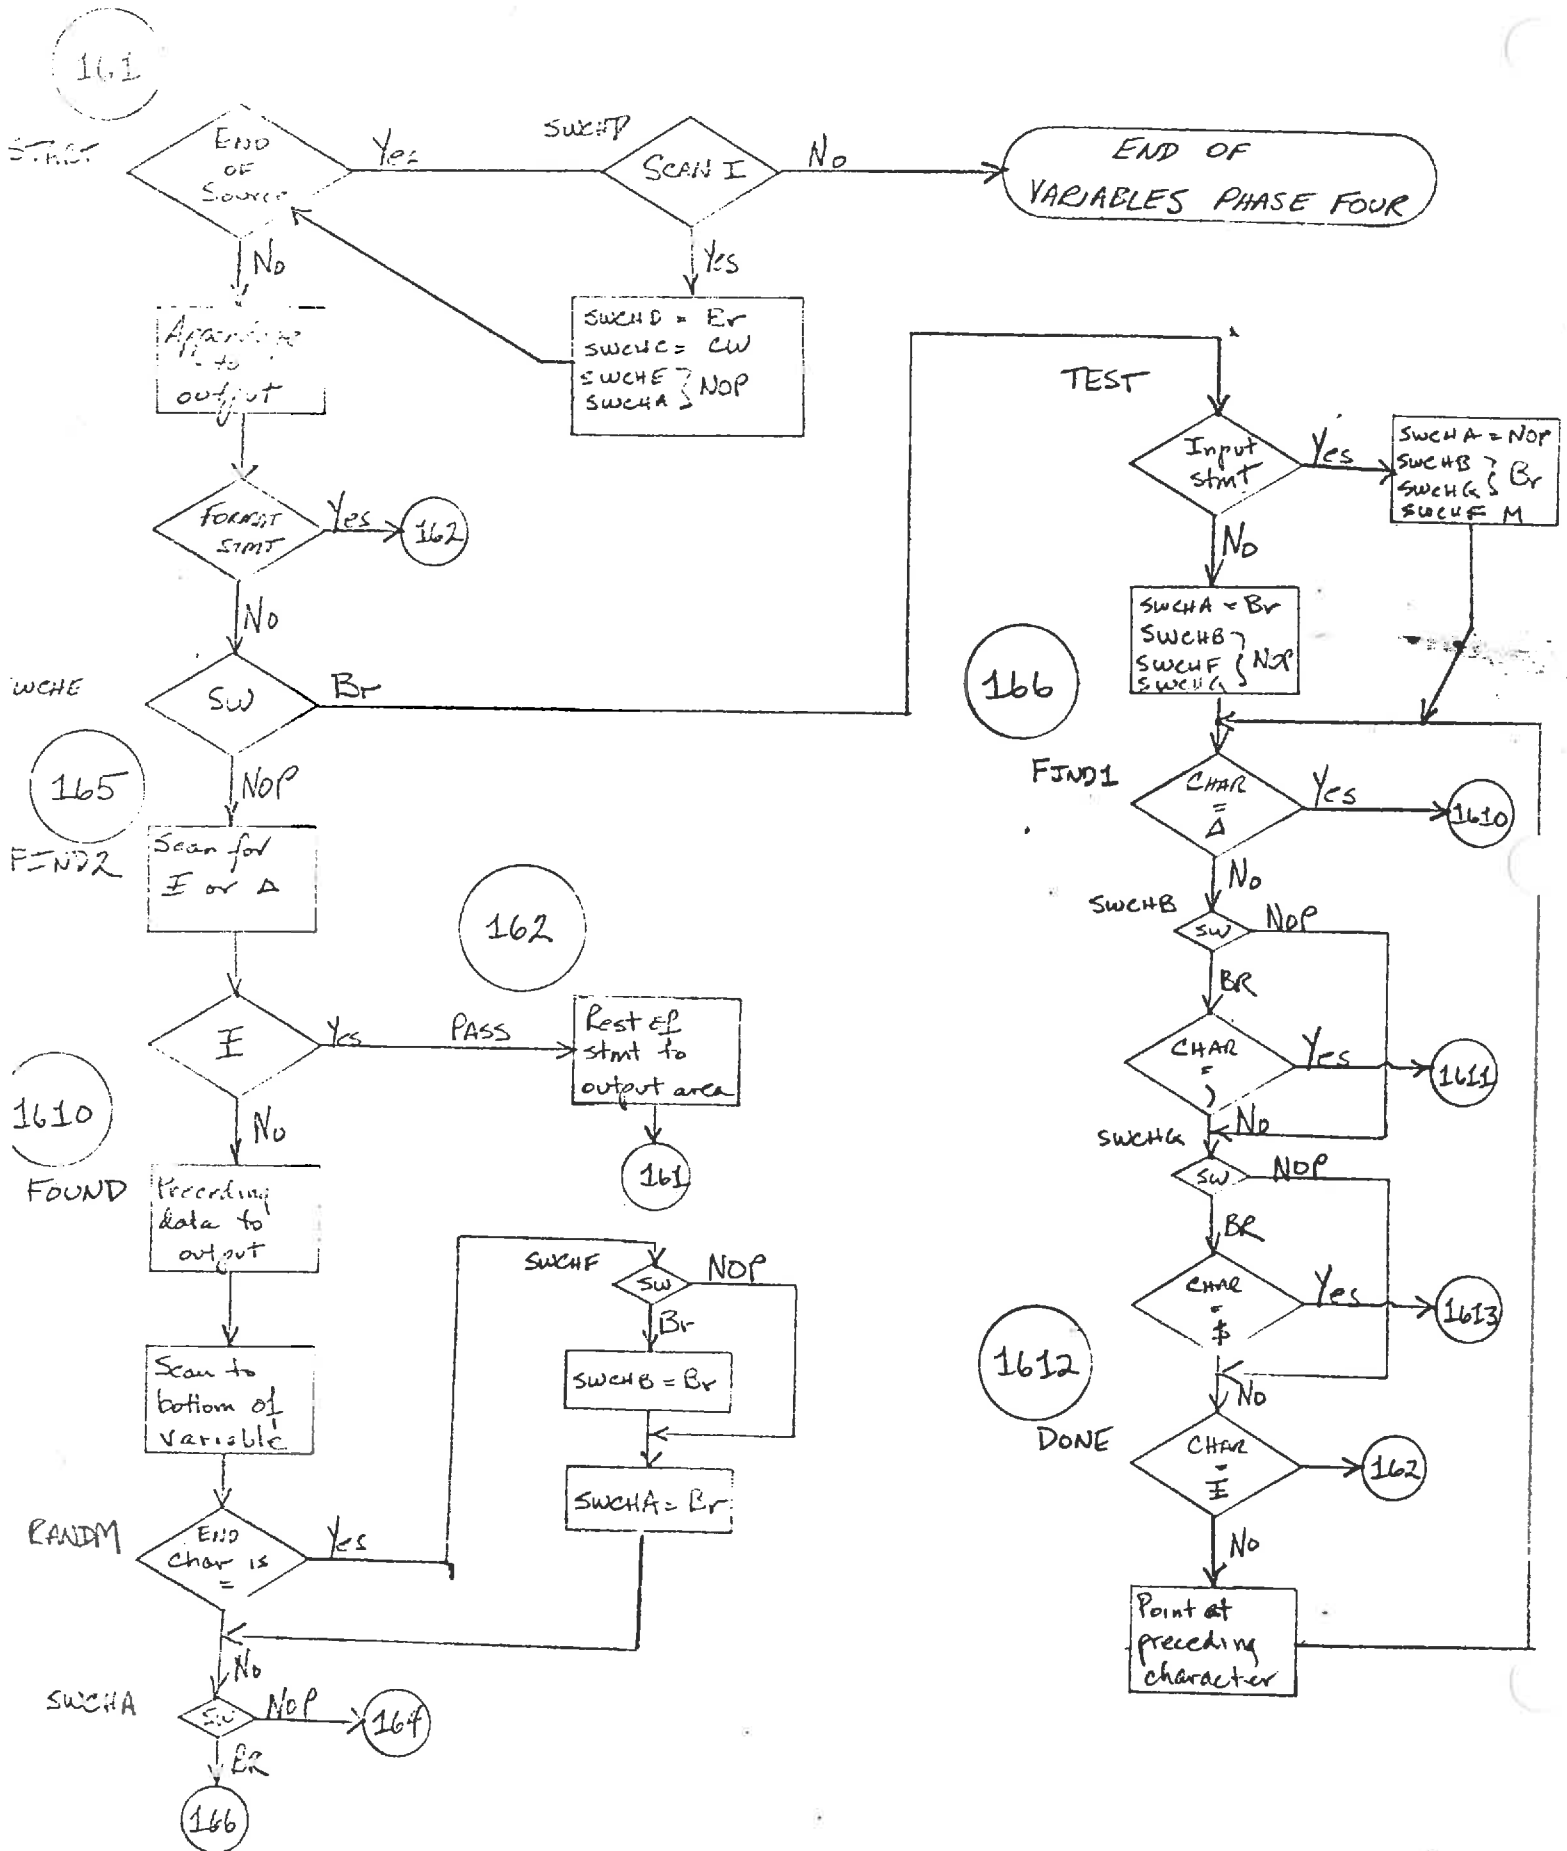 161
START
END
OF
Source
Yes
SWCHD
SCAN I
No
END OF
VARIABLES PHASE FOUR
No
Yes
to
output
SWCHD = Br
SWCHC = CW
SWCHE } NOP
SWCHA
FORMAT
STMT
Yes
162
No
WCHE
SW
Br
165
NOP
FIND2
Scan for
I or Δ
I
Yes
PASS
162
Rest of
stmt to
output area
161
1610
No
FOUND
Preceding
data to
output
Scan to
bottom of
variable
RANDM
END
char is
=
Yes
SWCHF
SW
NOP
Br
SWCHB = Br
SWCHA = Br
No
SWCHA
SW
NOP
164
BR
166
TEST
Input
stmt
Yes
SWCHA = NOP
SWCHB } Br
SWCHG
SWCHF M
No
SWCHA = Br
SWCHB
SWCHF } NOP
SWCHG
166
FIND1
CHAR
=
Δ
Yes
1610
No
SWCHB
SW
NOP
BR
CHAR
=
)
Yes
1611
No
SWCHG
SW
NOP
BR
CHAR
=
$
Yes
1613
1612
No
DONE
CHAR
=
I
162
No
Point at
preceding
character